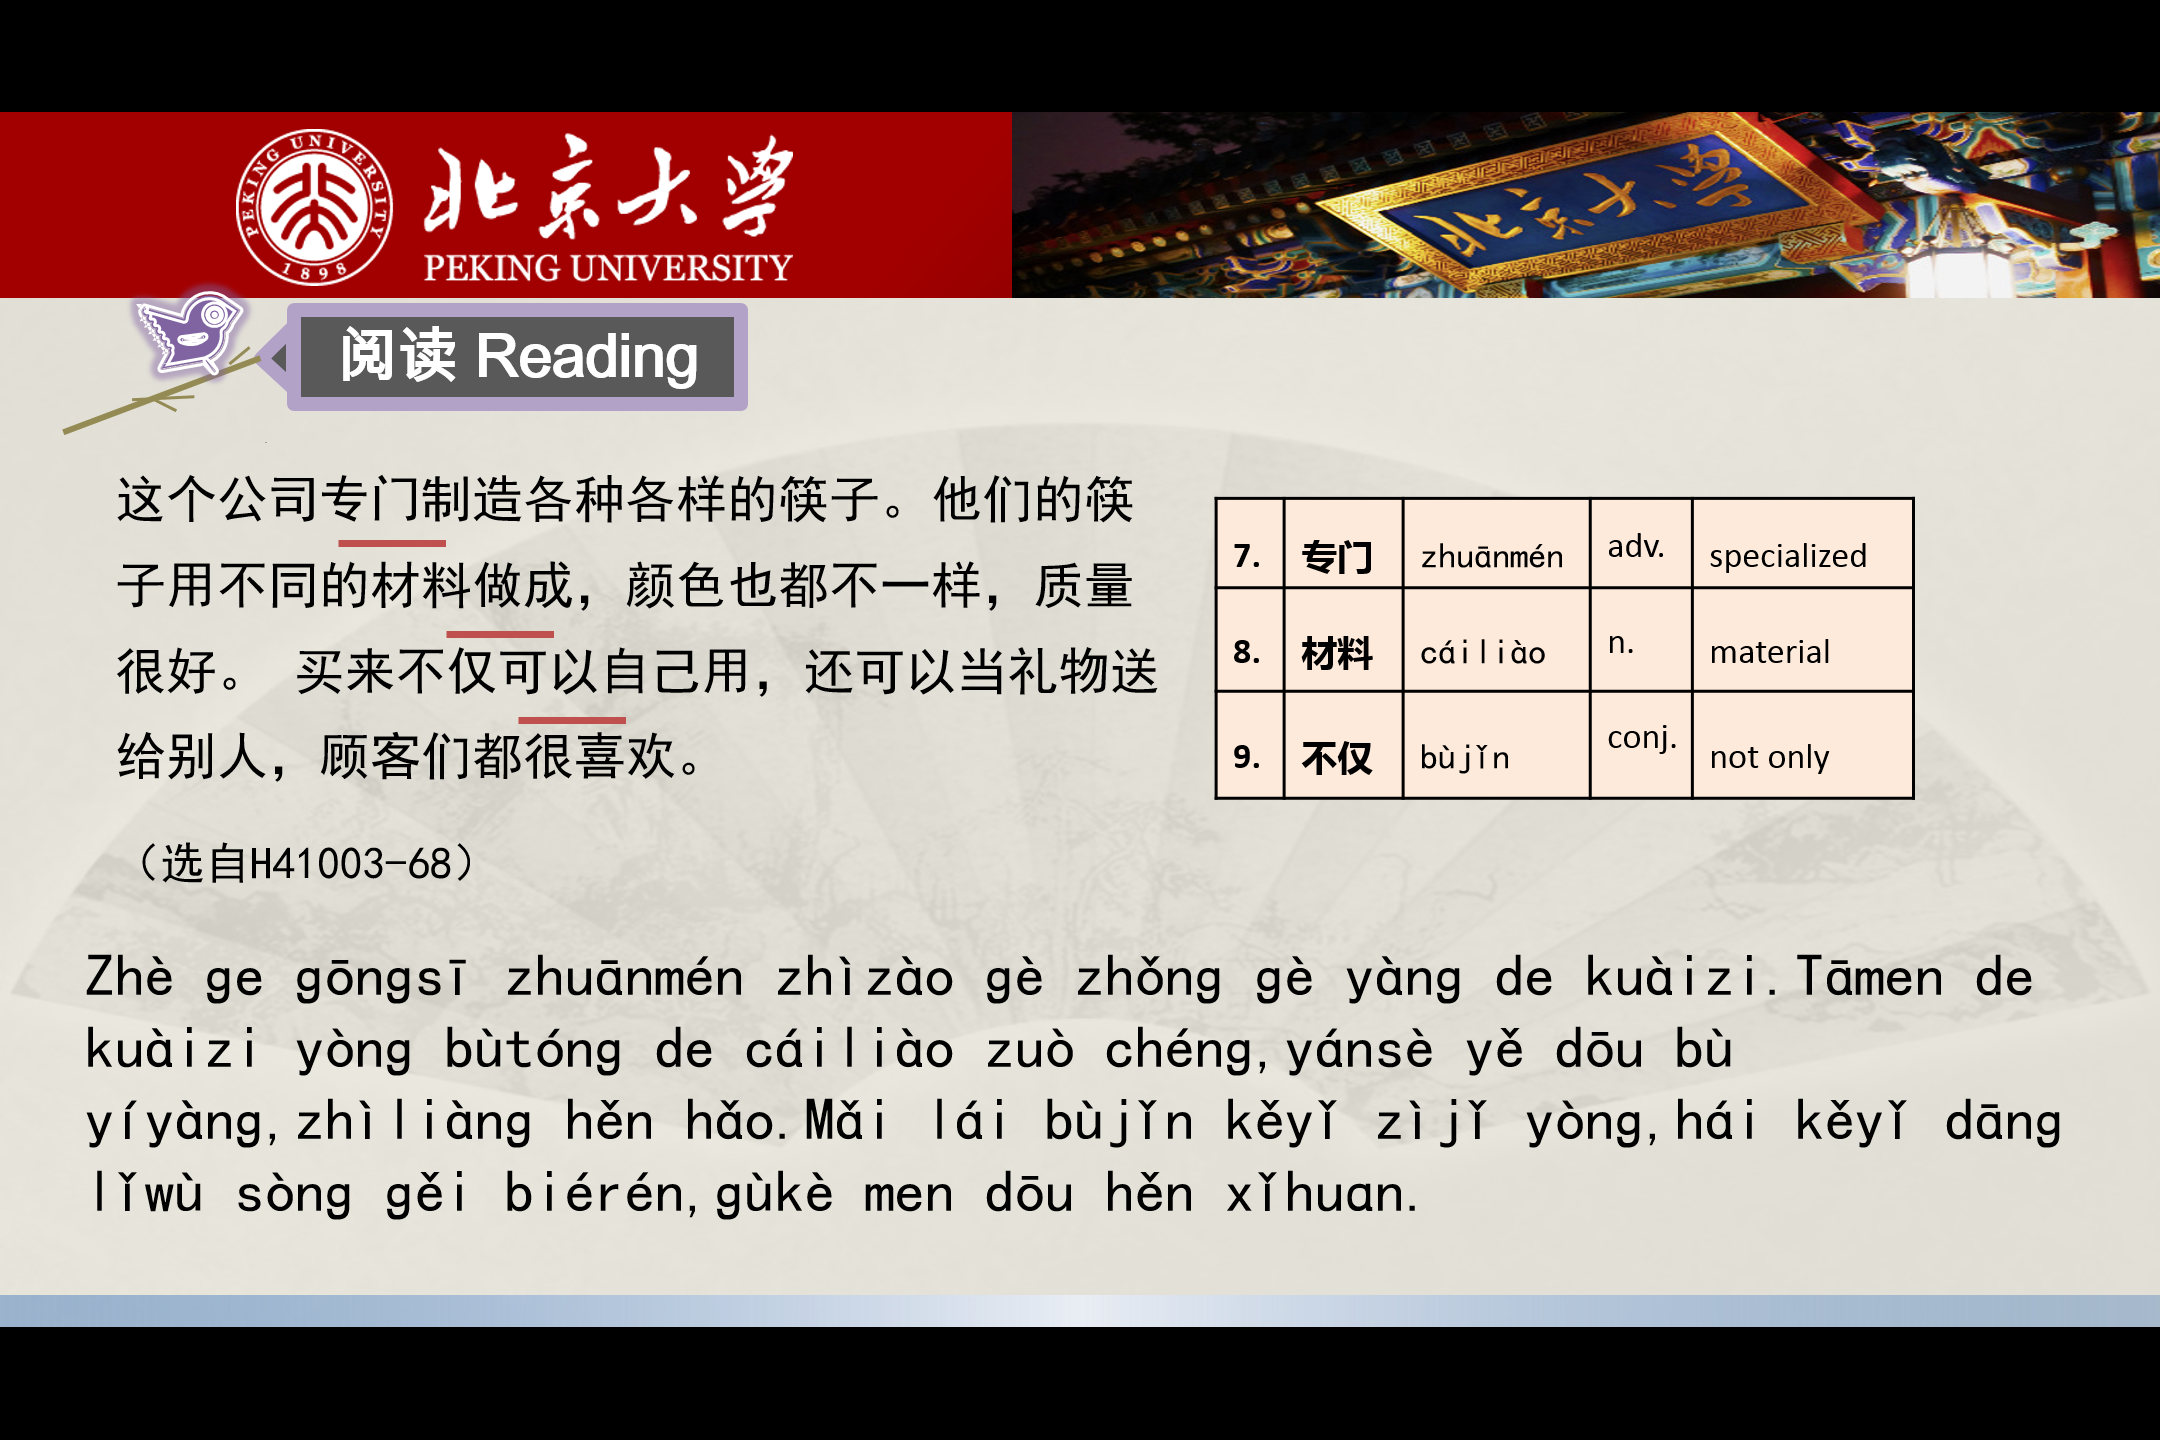 PEKING UNIVERSITY
1898
北京大学
PEKING UNIVERSITY
北京大学
阅读 Reading
这个公司专门制造各种各样的筷子。他们的筷
子用不同的材料做成，颜色也都不一样，质量
很好。 买来不仅可以自己用，还可以当礼物送
给别人，顾客们都很喜欢。
（选自H41003-68）
7. 专门 zhuānmén adv. specialized
8. 材料 cáiliào n. material
9. 不仅 bùjǐn conj. not only
Zhè ge gōngsī zhuānmén zhìzào gè zhǒng gè yàng de kuàizi.Tāmen de
kuàizi yòng bùtóng de cáiliào zuò chéng,yánsè yě dōu bù
yíyàng,zhìliàng hěn hǎo.Mǎi lái bùjǐn kěyǐ zìjǐ yòng,hái kěyǐ dāng
lǐwù sòng gěi biérén,gùkè men dōu hěn xǐhuan.